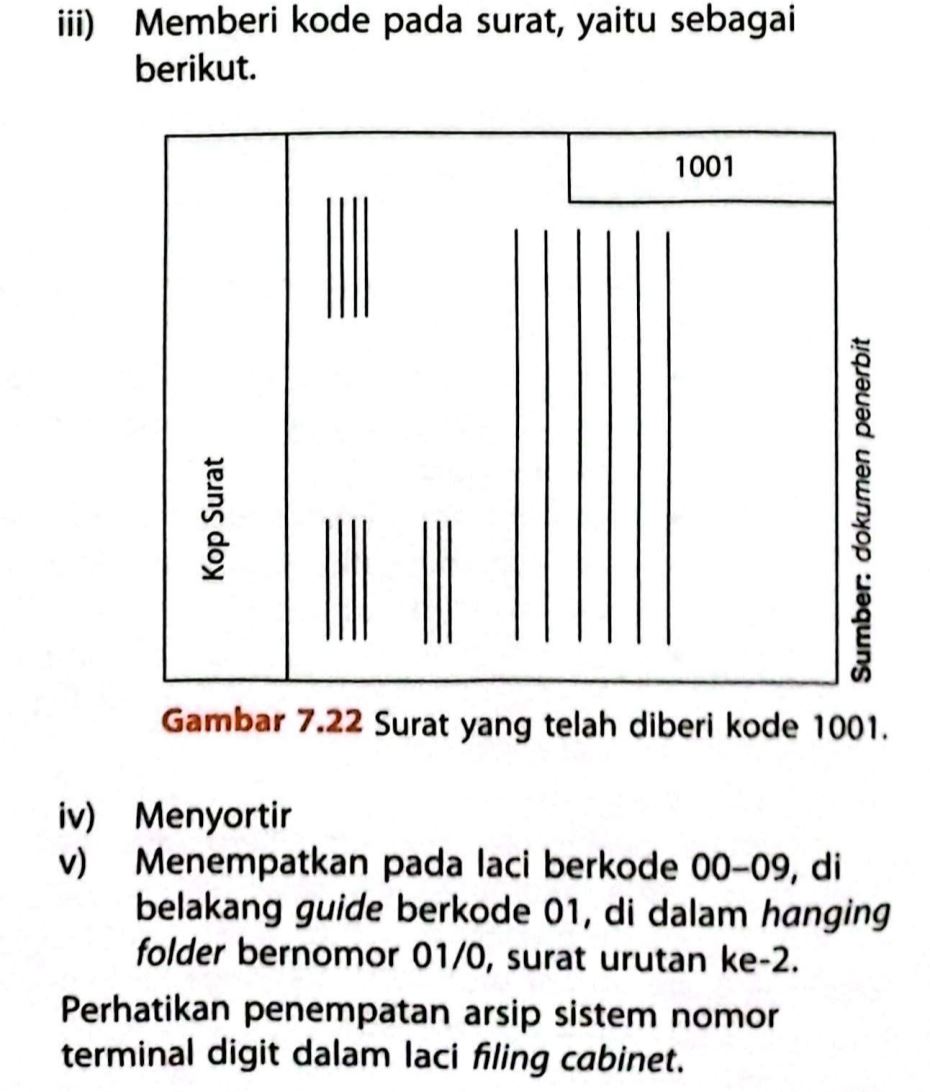 iii) Memberi kode pada surat, yaitu sebagai
berikut.
1001
Kop Surat
Sumber: dokumen penerbit
Gambar 7.22 Surat yang telah diberi kode 1001.
iv) Menyortir
v) Menempatkan pada laci berkode 00–09, di
belakang guide berkode 01, di dalam hanging
folder bernomor 01/0, surat urutan ke-2.
Perhatikan penempatan arsip sistem nomor
terminal digit dalam laci filing cabinet.